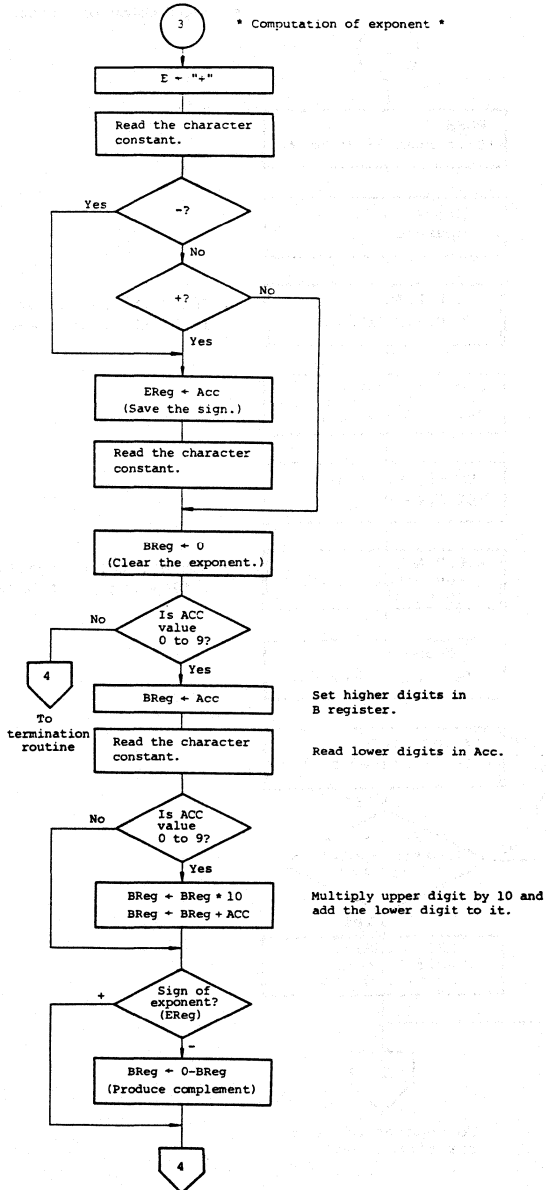 3
* Computation of exponent *
E ← "+"
Read the character
constant.
-?
Yes
No
+?
No
Yes
EReg ← Acc
(Save the sign.)
Read the character
constant.
BReg ← 0
(Clear the exponent.)
Is ACC
value
0 to 9?
No
Yes
4
To
termination
routine
BReg ← Acc
Set higher digits in
B register.
Read the character
constant.
Read lower digits in Acc.
Is ACC
value
0 to 9?
No
Yes
BReg ← BReg * 10
BReg ← BReg + ACC
Multiply upper digit by 10 and
add the lower digit to it.
Sign of
exponent?
(EReg)
+
-
BReg ← 0-BReg
(Produce complement)
4